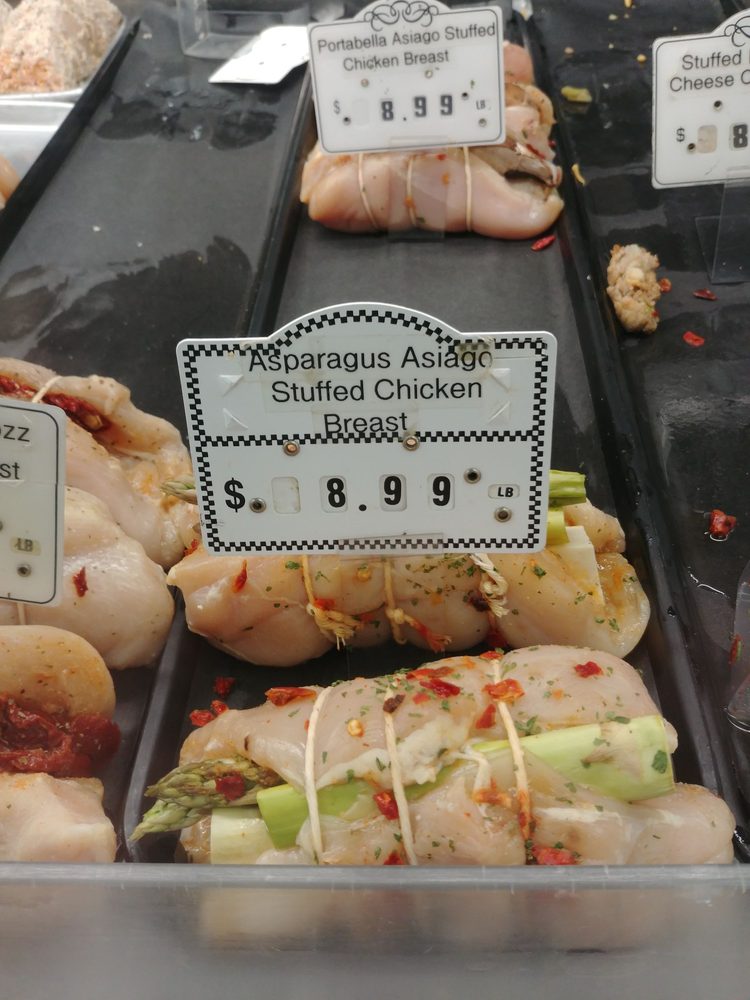 Portabella Asiago Stuffed
Chicken Breast
$ 8.99 LB
Stuffed
Cheese
$ 8
Asparagus Asiago
Stuffed Chicken
Breast
$ 8.99 LB
ozz
st
LB